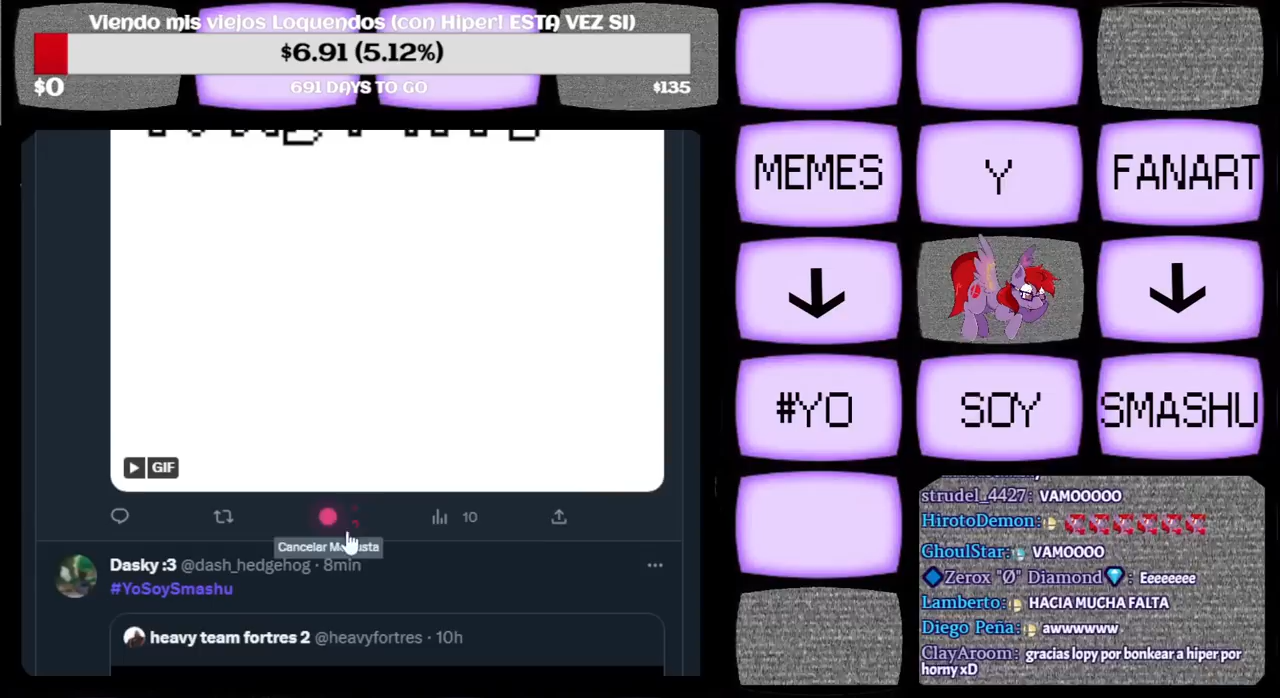 Viendo mis viejos Loquendos (con Hiper! ESTA VEZ SI)
$6.91 (5.12%)
$0
691 DAYS TO GO
$135
GIF
10
Cancelar Me gusta
Dasky :3 @dash_hedgehog · 8min
#YoSoySmashu
heavy team fortres 2 @heavyfortres · 10h
MEMES Y FANART
#YO SOY SMASHU
strudel_4427: VAMOOOOO
HirotoDemon:
GhoulStar: VAMOOOO
Zerox "Ø" Diamond: Eeeeeeee
Lamberto: HACIA MUCHA FALTA
Diego Peña: awwwwww
ClayAroom: gracias lopy por bonkear a hiper por
horny xD